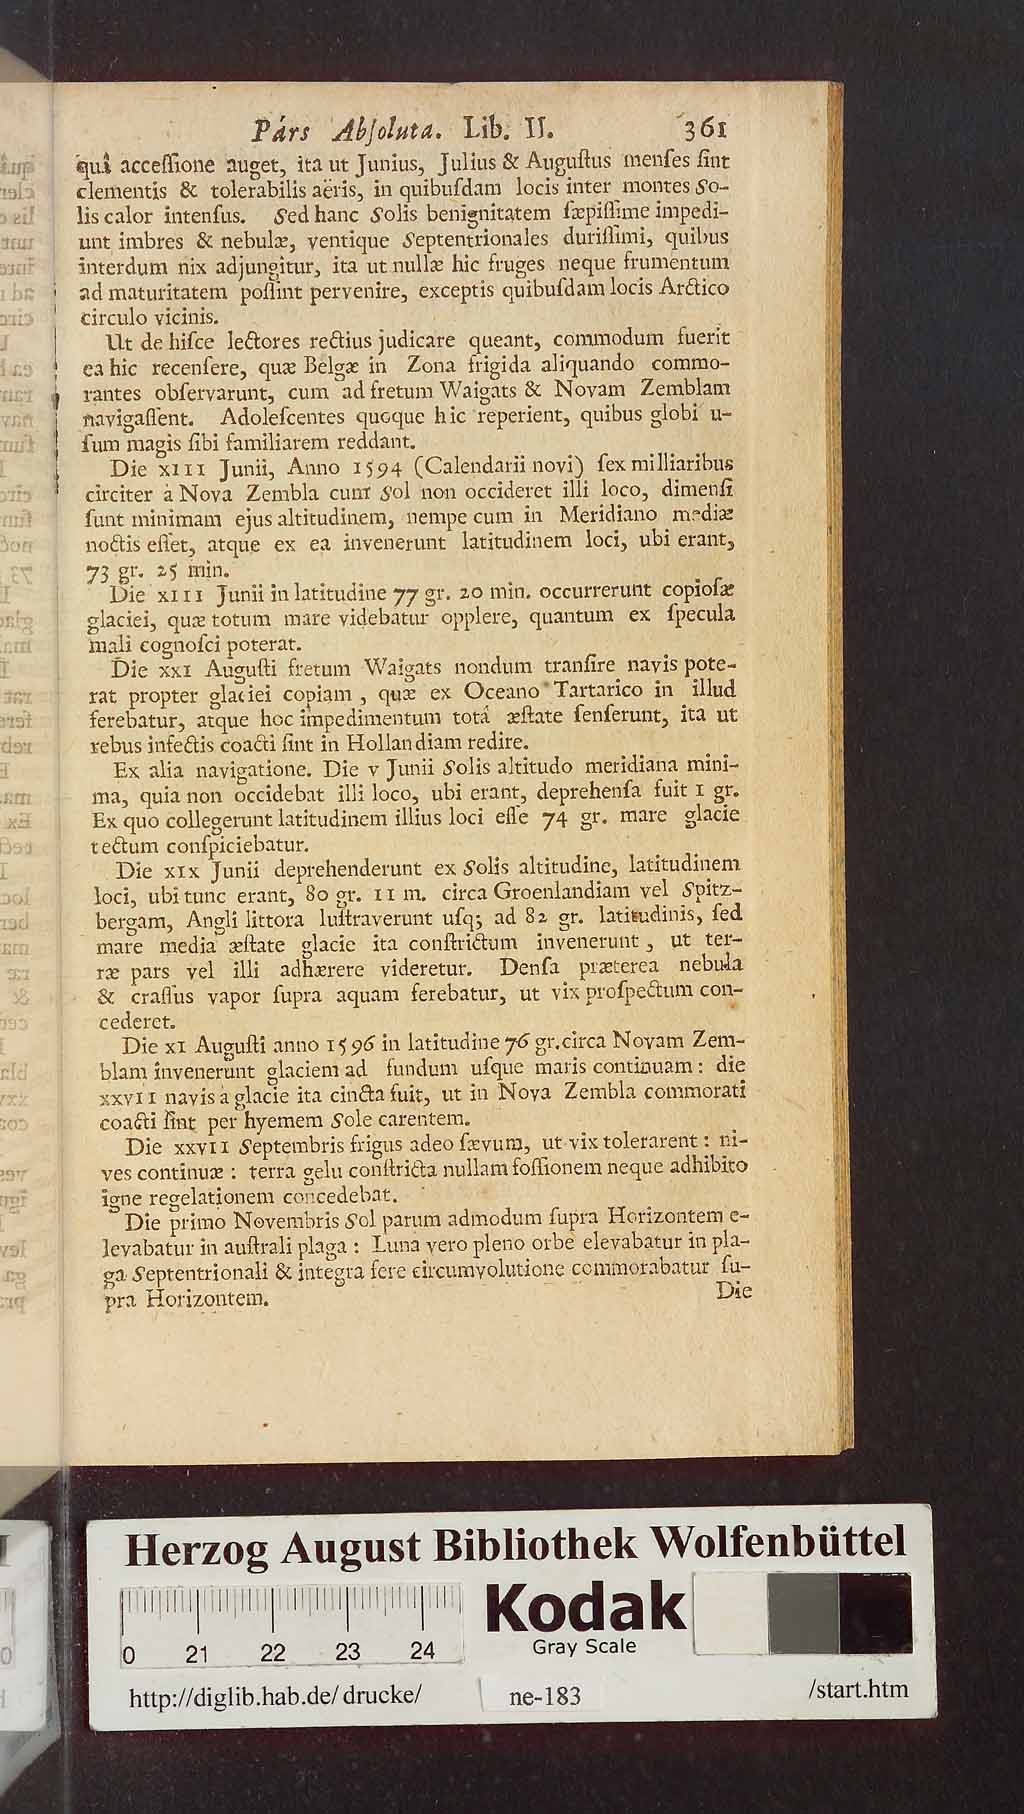 Párs Abſoluta. Lib. II. 361
quâ acceſſione auget, ita ut Junius, Julius & Auguſtus menſes ſint
clementis & tolerabilis aëris, in quibuſdam locis inter montes So-
lis calor intenſus. Sed hanc Solis benignitatem ſæpiſſime impedi-
unt imbres & nebulæ, ventique Septentrionales duriſſimi, quibus
interdum nix adjungitur, ita ut nullæ hic fruges neque frumentum
ad maturitatem poſſint pervenire, exceptis quibuſdam locis Arctico
circulo vicinis.
Ut de hiſce lectores rectius judicare queant, commodum fuerit
ea hic recenſere, quæ Belgæ in Zona frigida aliquando commo-
rantes obſervarunt, cum ad fretum Waigats & Novam Zemblam
navigaſſent. Adoleſcentes quoque hic reperient, quibus globi u-
ſum magis ſibi familiarem reddant.
Die XIII Junii, Anno 1594 (Calendarii novi) ſex milliaribus
circiter à Nova Zembla cum Sol non occideret illi loco, dimenſi
ſunt minimam ejus altitudinem, nempe cum in Meridiano mediæ
noctis eſſet, atque ex ea invenerunt latitudinem loci, ubi erant,
73 gr. 25 min.
Die XIII Junii in latitudine 77 gr. 20 min. occurrerunt copioſæ
glaciei, quæ totum mare videbatur opplere, quantum ex ſpecula
mali cognoſci poterat.
Die XXI Auguſti fretum Waigats nondum tranſire navis pote-
rat propter glaciei copiam, quæ ex Oceano Tartarico in illud
ferebatur, atque hoc impedimentum totâ æſtate ſenſerunt, ita ut
rebus infectis coacti ſint in Hollandiam redire.
Ex alia navigatione. Die V Junii Solis altitudo meridiana mini-
ma, quia non occidebat illi loco, ubi erant, deprehenſa fuit 1 gr.
Ex quo collegerunt latitudinem illius loci eſſe 74 gr. mare glacie
tectum conſpiciebatur.
Die XIX Junii deprehenderunt ex Solis altitudine, latitudinem
loci, ubi tunc erant, 80 gr. 11 m. circa Groenlandiam vel Spitz-
bergam, Angli littora luſtraverunt uſq; ad 82 gr. latitudinis, ſed
mare media æſtate glacie ita conſtrictum invenerunt, ut ter-
ræ pars vel illi adhærere videretur. Denſa præterea nebula
& craſſus vapor ſupra aquam ferebatur, ut vix proſpectum con-
cederet.
Die XI Auguſti anno 1596 in latitudine 76 gr. circa Novam Zem-
blam invenerunt glaciem ad fundum uſque maris continuam: die
XXVII navis à glacie ita cincta fuit, ut in Nova Zembla commorati
coacti ſint per hyemem Sole carentem.
Die XXVII Septembris frigus adeo ſævum, ut vix tolerarent: ni-
ves continuæ: terra gelu conſtricta nullam foſſionem neque adhibito
igne regelationem concedebat.
Die primo Novembris Sol parum admodum ſupra Horizontem e-
levabatur in auſtrali plaga: Luna vero pleno orbe elevabatur in pla-
ga Septentrionali & integra fere circumvolutione commorabatur ſu-
pra Horizontem.
Die
Herzog August Bibliothek Wolfenbüttel
Kodak
Gray Scale
0 21 22 23 24
http://diglib.hab.de/drucke/ ne-183 /start.htm